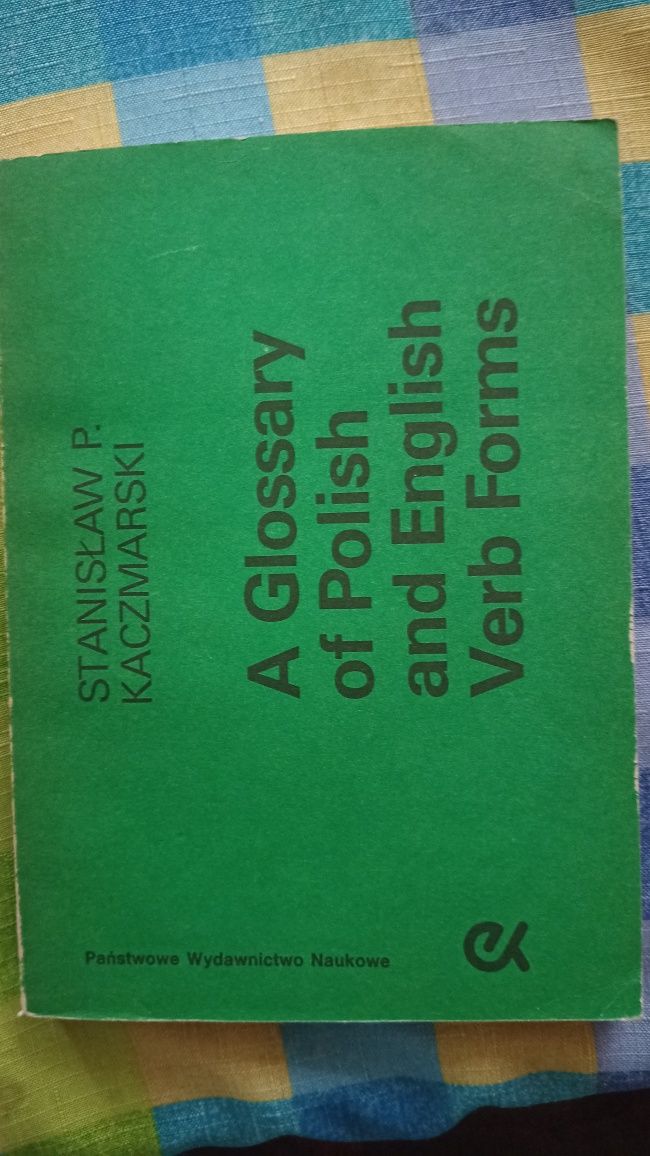 STANISŁAW P.
KACZMARSKI
A Glossary
of Polish
and English
Verb Forms
Państwowe Wydawnictwo Naukowe